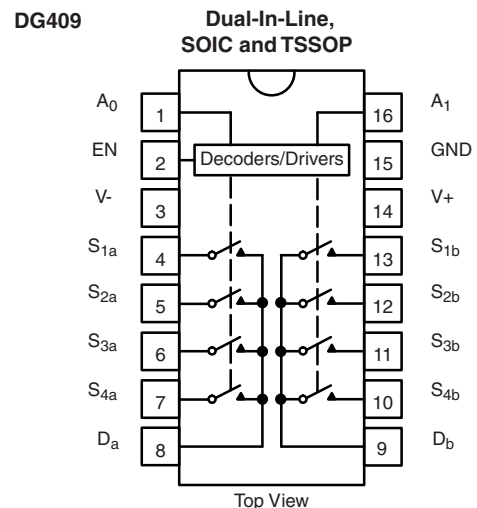 DG409
Dual-In-Line,
SOIC and TSSOP
A0 1 16 A1
EN 2 Decoders/Drivers 15 GND
V- 3 14 V+
S1a 4 13 S1b
S2a 5 12 S2b
S3a 6 11 S3b
S4a 7 10 S4b
Da 8 9 Db
Top View